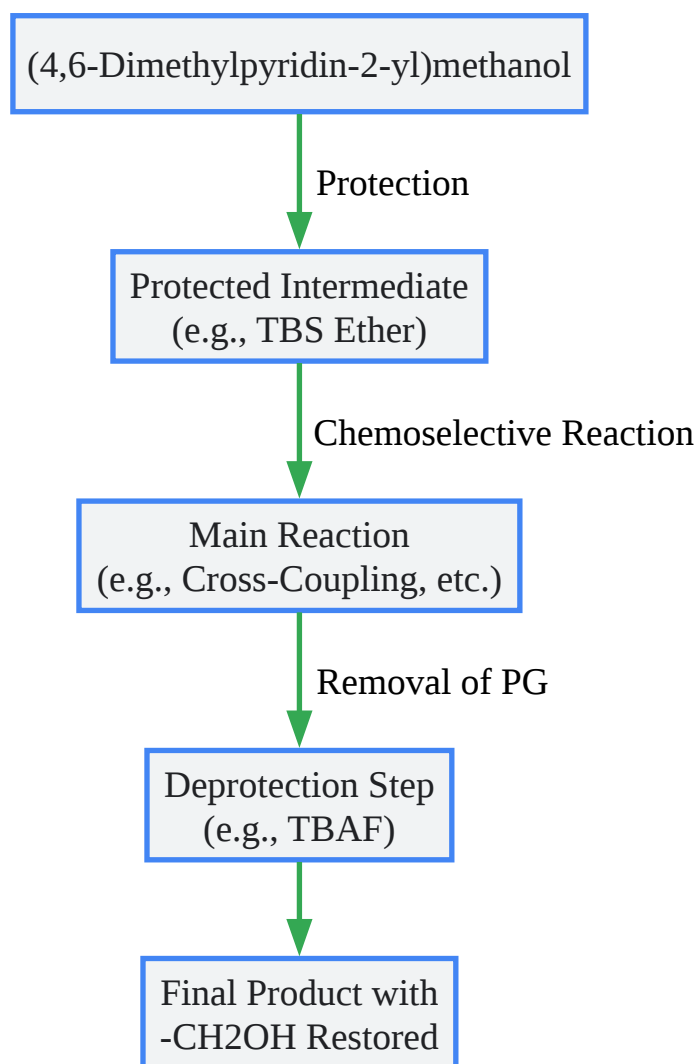 (4,6-Dimethylpyridin-2-yl)methanol
Protection
Protected Intermediate
(e.g., TBS Ether)
Chemoselective Reaction
Main Reaction
(e.g., Cross-Coupling, etc.)
Removal of PG
Deprotection Step
(e.g., TBAF)
Final Product with
-CH2OH Restored